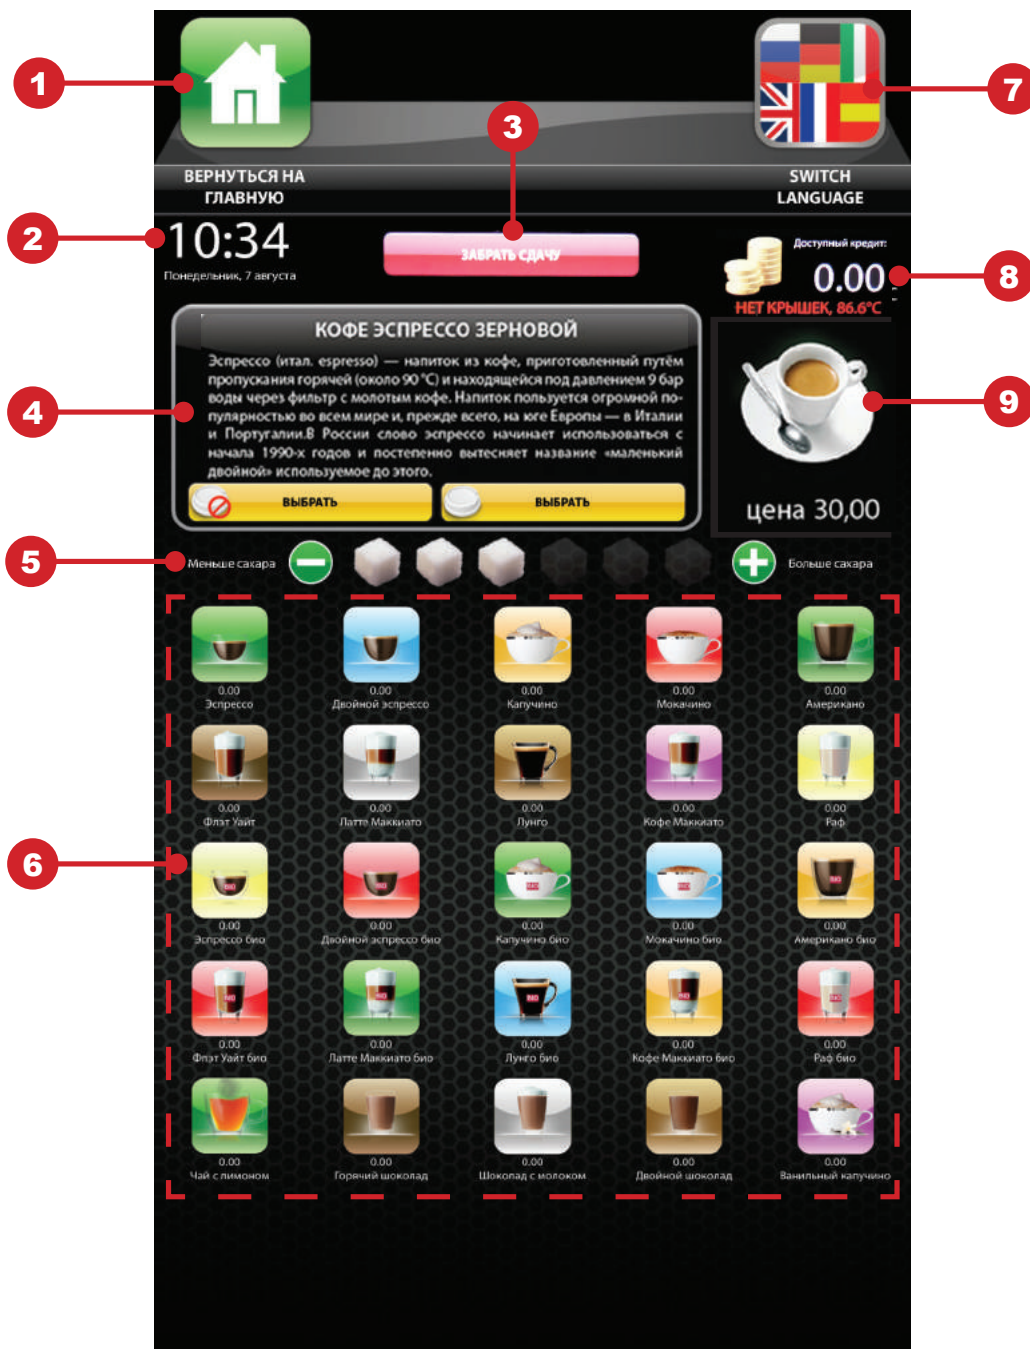 1
7
3
ВЕРНУТЬСЯ НА
ГЛАВНУЮ
SWITCH
LANGUAGE
2
10:34
Понедельник, 7 августа
ЗАБРАТЬ СДАЧУ
Доступный кредит:
0.00
8
НЕТ КРЫШЕК, 86.6°C
КОФЕ ЭСПРЕССО ЗЕРНОВОЙ
Эспрессо (итал. espresso) — напиток из кофе, приготовленный путём
пропускания горячей (около 90 °С) и находящейся под давлением 9 бар
воды через фильтр с молотым кофе. Напиток пользуется огромной по-
пулярностью во всем мире и, прежде всего, на юге Европы — в Италии
и Португалии.В России слово эспрессо начинает использоваться с
начала 1990-х годов и постепенно вытесняет название «маленький
двойной» используемое до этого.
4
9
ВЫБРАТЬ
ВЫБРАТЬ
цена 30,00
5
Меньше сахара
Больше сахара
0.00 0.00 0.00 0.00 0.00
Эспрессо Двойной эспрессо Капучино Мокачино Американо
0.00 0.00 0.00 0.00 0.00
Флэт Уайт Латте Маккиато Лунго Кофе Маккиато Раф
6
BIO BIO BIO BIO BIO
0.00 0.00 0.00 0.00 0.00
Эспрессо био Двойной эспрессо био Капучино био Мокачино био Американо био
BIO BIO BIO BIO BIO
0.00 0.00 0.00 0.00 0.00
Флэт Уайт био Латте Маккиато био Лунго био Кофе Маккиато био Раф био
0.00 0.00 0.00 0.00 0.00
Чай с лимоном Горячий шоколад Шоколад с молоком Двойной шоколад Ванильный капучино